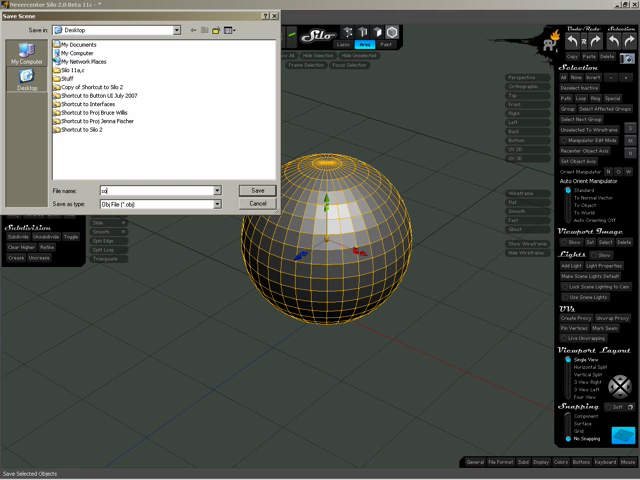 Nevercenter Silo 2.0 Beta 11c - *
Save Scene
Save in: Desktop
My Computer
Desktop
My Documents
My Computer
My Network Places
Silo 11a,c
Stuff
Copy of Shortcut to Silo 2
Shortcut to Button UI July 2007
Shortcut to Interfaces
Shortcut to Proj Bruce Willis
Shortcut to Proj Jenna Fischer
Shortcut to Silo 2
File name:
Save
Save as type: Obj File (*.obj)
Cancel
Silo
Lasso Area Paint
Hide Selection Hide Unselected
Frame Selection Focus Selection
Perspective
Orthographic
Top
Front
Right
Left
Back
Bottom
UV 2D
UV 3D
Wireframe
Flat
Smooth
Fast
Ghost
Show Wireframe
Hide Wireframe
Slide
Smooth
Spin Edge
Split Loop
Triangulate
Subdivision
Subdivide Unsubdivide Toggle
Clear Higher Refine
Crease Uncrease
Undo/Redo Selection
Copy Paste Delete
Selection
All None Invert - +
Deselect Inactive
Path Loop Ring Special
Group Select Affected Groups
Select Next Group
Unselected To Wireframe S
Manipulator Edit Mode M
Recenter Object Axis
Set Object Axis
Orient Manipulator N O W
Auto Orient Manipulator
Standard
To Normal Vector
To Object
To World
Auto Orienting Off
Viewport Image
Show Set Select Delete
Lights Show
Add Light Light Properties
Make Scene Lights Default
Lock Scene Lighting to Cam
Use Scene Lights
UVs
Create Proxy Unwrap Proxy
Pin Vertices Mark Seam
Live Unwrapping
Viewport Layout
Single View
Horizontal Split
Vertical Split
3 View Right
3 View Left
Four View
Snapping Soft
Component
Surface
Grid
No Snapping
General File Format Subd Display Colors Buttons Keyboard Mouse
Save Selected Objects